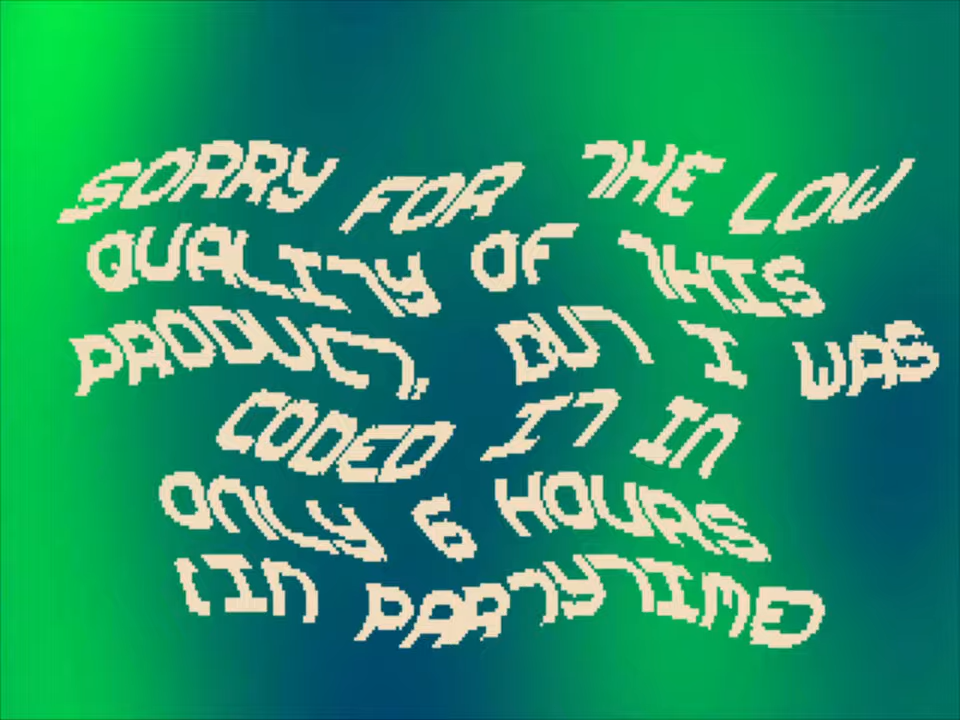 SORRY FOR THE LOW
QUALITY OF THIS
PRODUCT, BUT I WAS
CODED IT IN
ONLY 6 HOURS
(IN PARTYTIME)